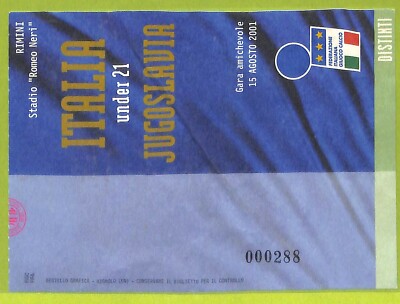 RIMINI
Stadio "Romeo Neri"
ITALIA
under 21
JUGOSLAVIA
Gara amichevole
15 AGOSTO 2001
FEDERAZIONE
ITALIANA
GIUOCO CALCIO
DISTINTI
000288